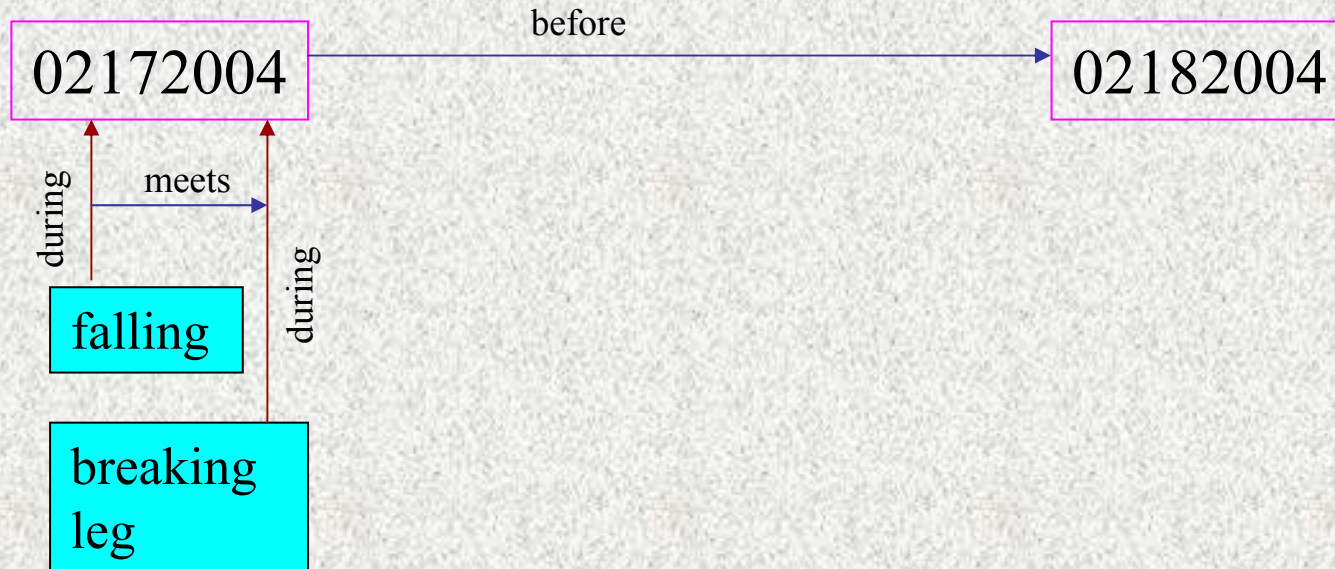 before
02172004
02182004
meets
during
during
falling
breaking
leg